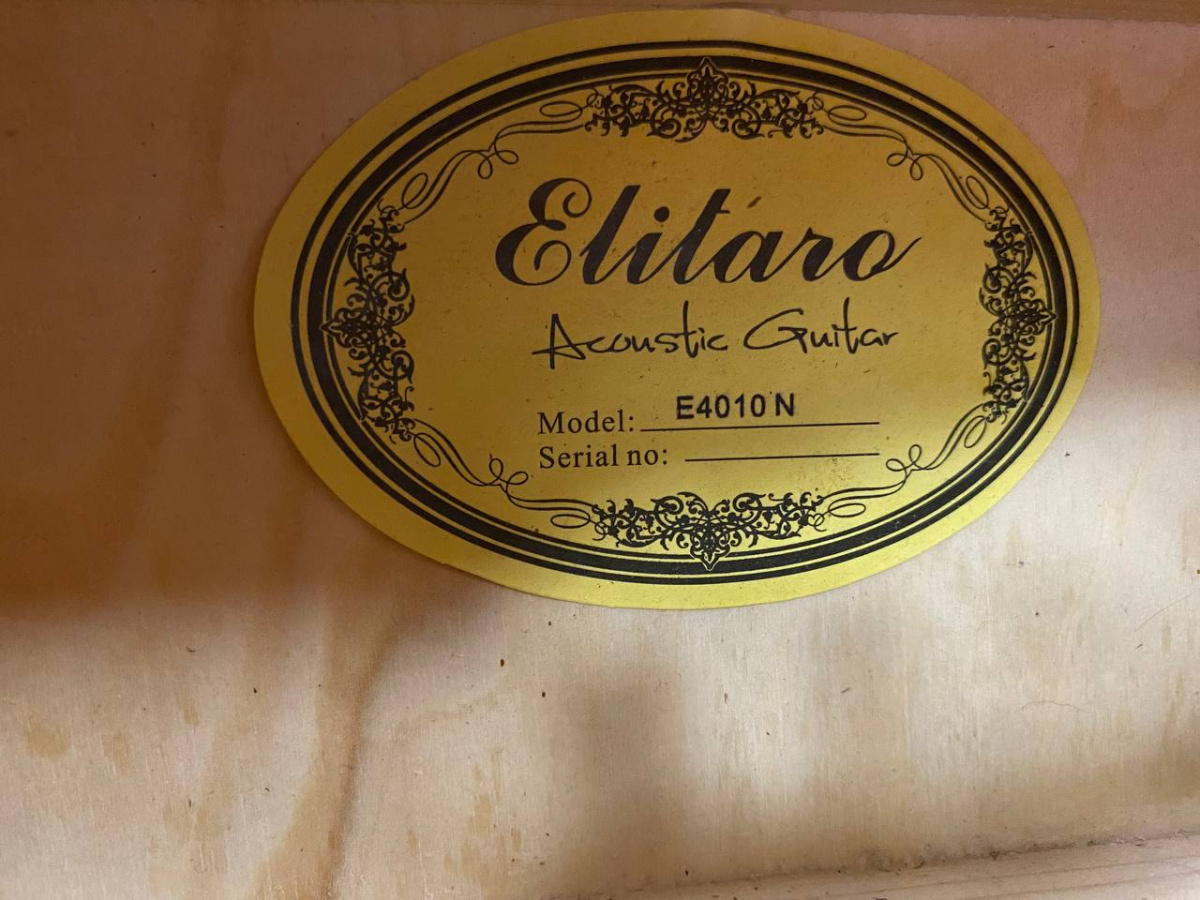 Elitaro
Acoustic Guitar
Model: E4010 N
Serial no: